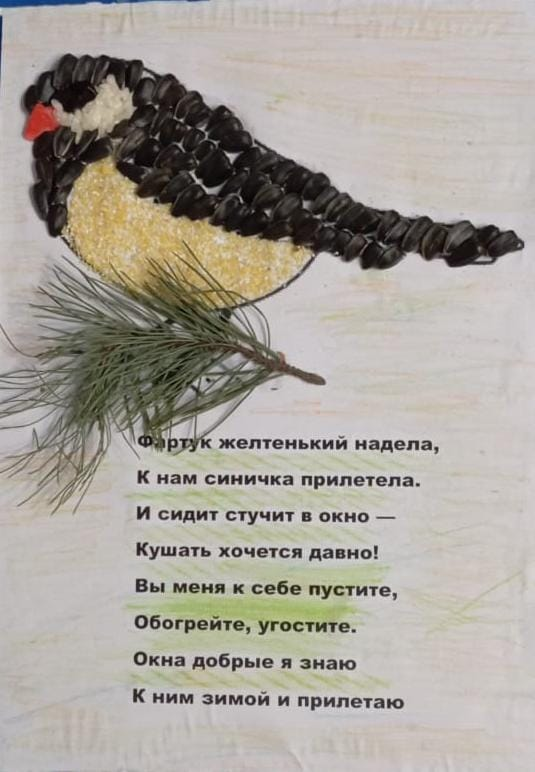 Фартук желтенький надела,
К нам синичка прилетела.
И сидит стучит в окно —
Кушать хочется давно!
Вы меня к себе пустите,
Обогрейте, угостите.
Окна добрые я знаю
К ним зимой и прилетаю